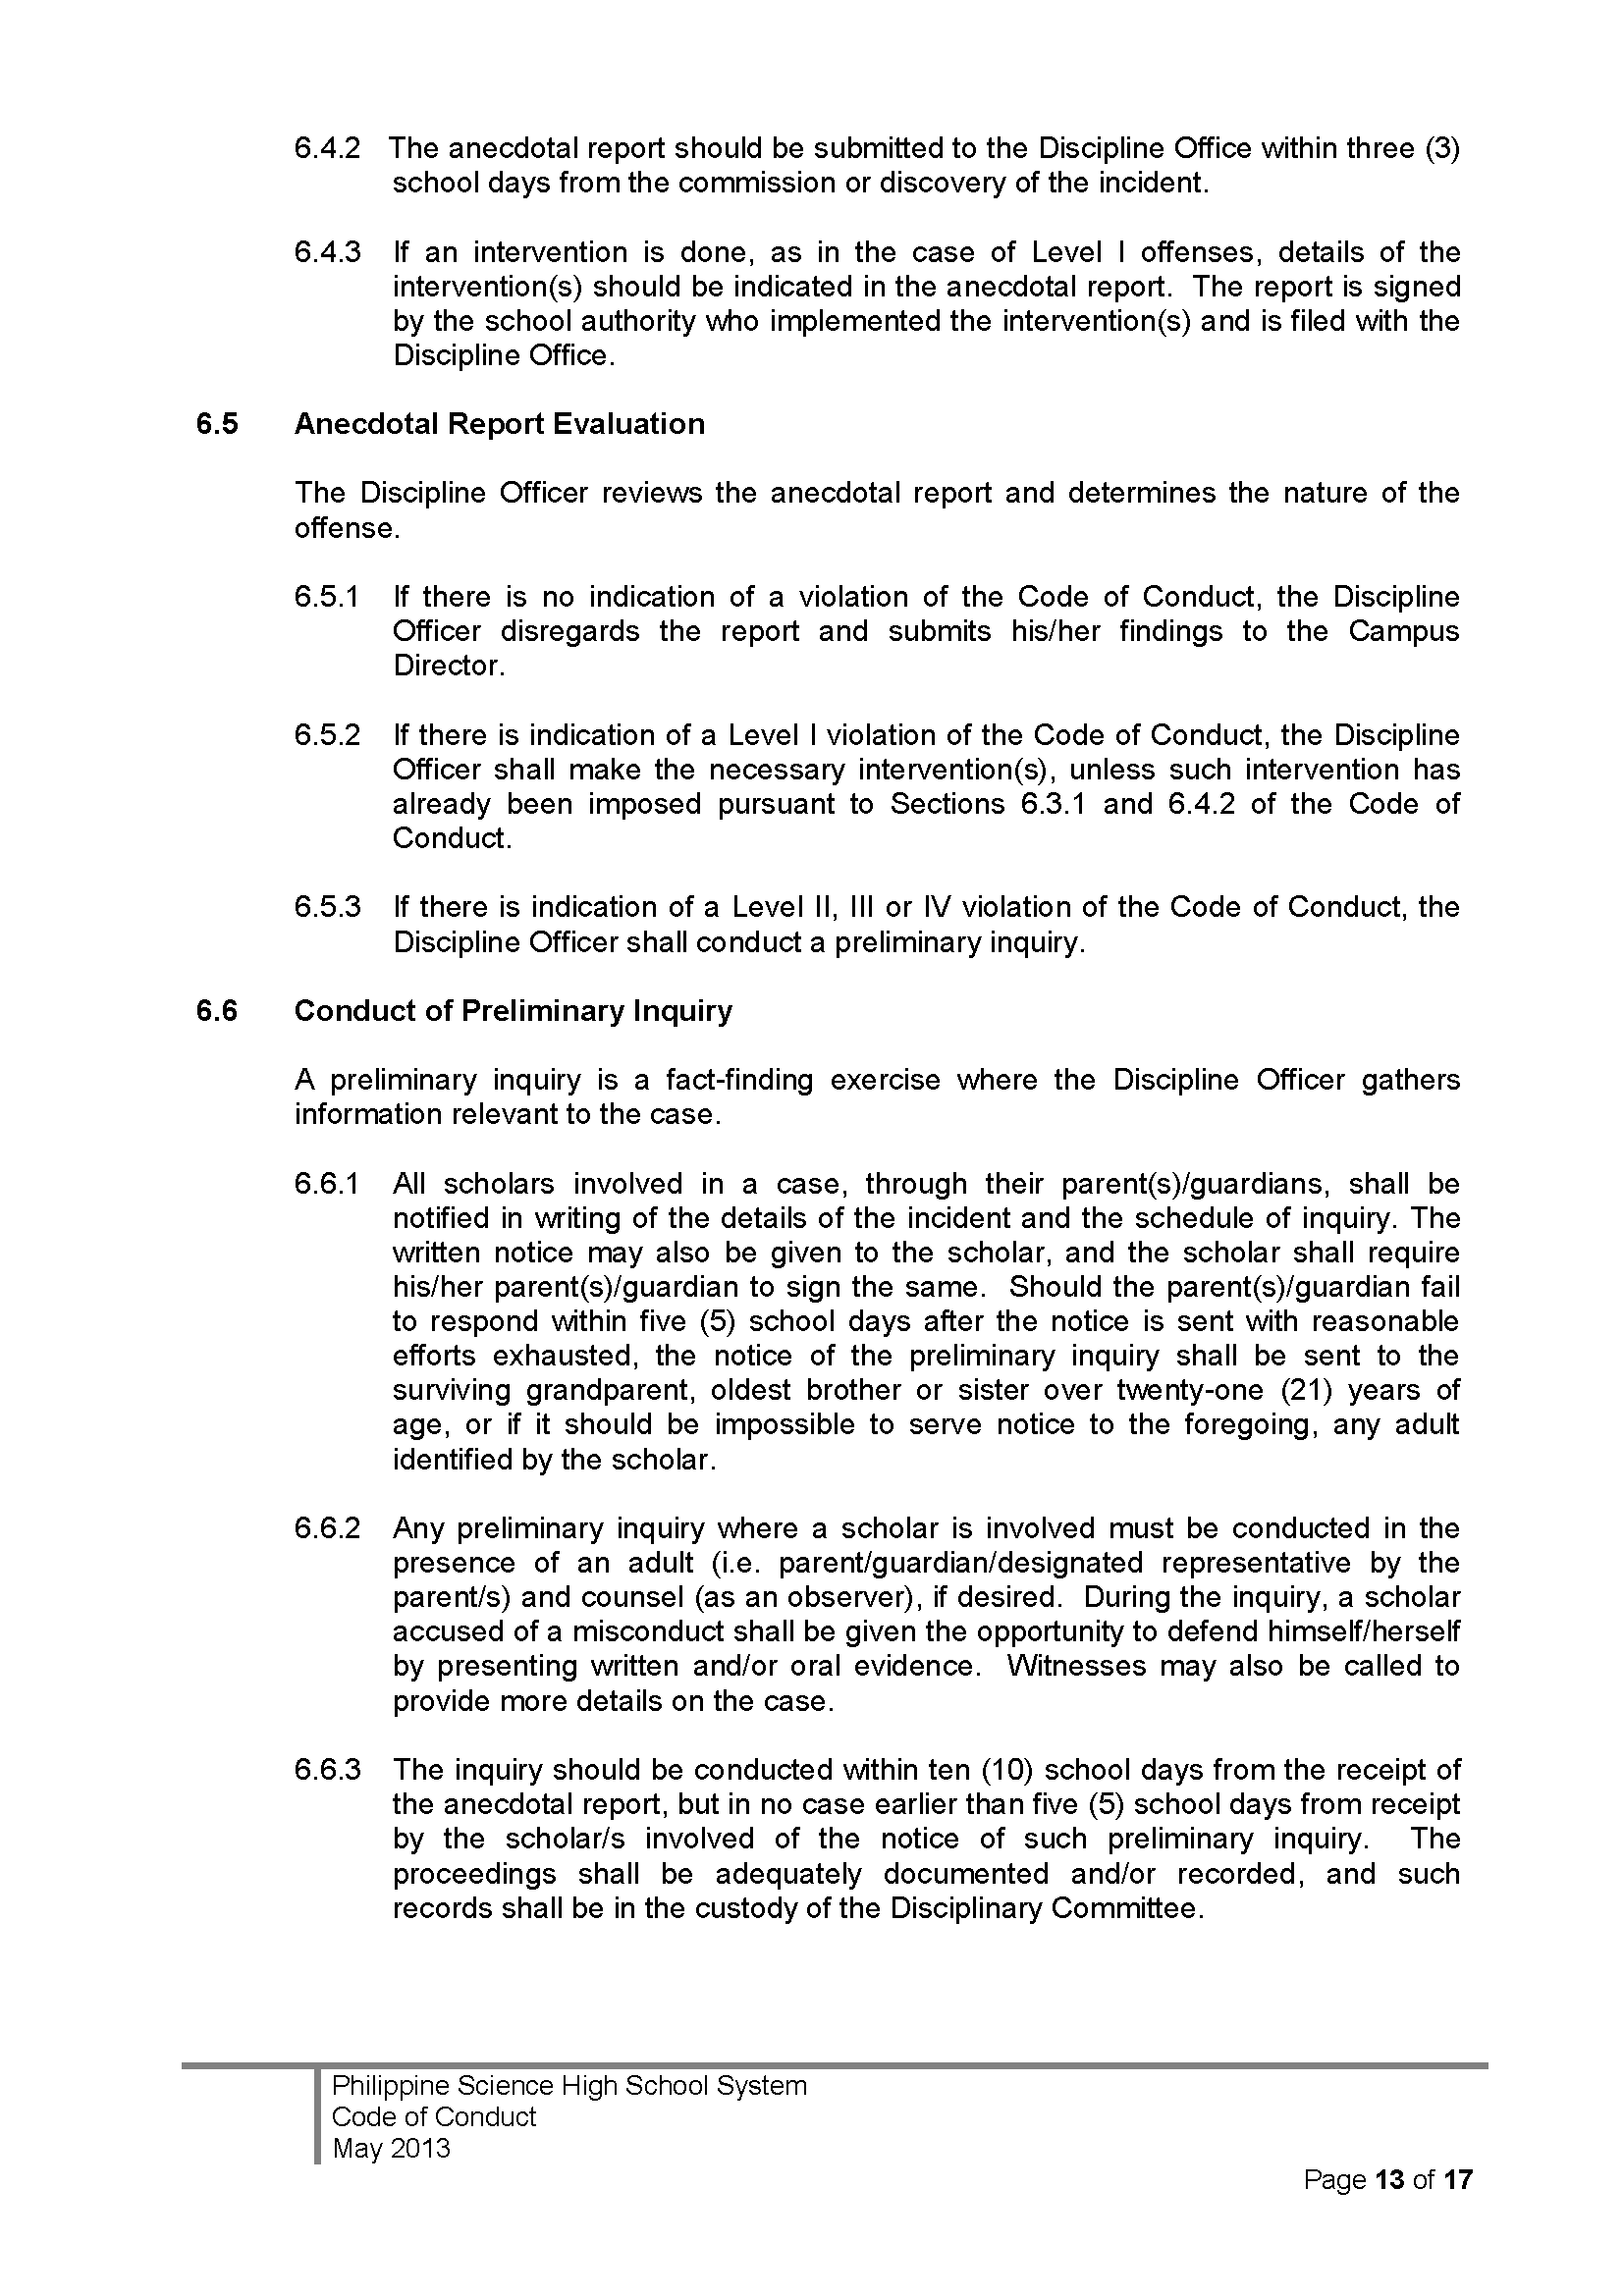 6.4.2 The anecdotal report should be submitted to the Discipline Office within three (3)
school days from the commission or discovery of the incident.
6.4.3 If an intervention is done, as in the case of Level I offenses, details of the
intervention(s) should be indicated in the anecdotal report. The report is signed
by the school authority who implemented the intervention(s) and is filed with the
Discipline Office.
6.5 Anecdotal Report Evaluation
The Discipline Officer reviews the anecdotal report and determines the nature of the
offense.
6.5.1 If there is no indication of a violation of the Code of Conduct, the Discipline
Officer disregards the report and submits his/her findings to the Campus
Director.
6.5.2 If there is indication of a Level I violation of the Code of Conduct, the Discipline
Officer shall make the necessary intervention(s), unless such intervention has
already been imposed pursuant to Sections 6.3.1 and 6.4.2 of the Code of
Conduct.
6.5.3 If there is indication of a Level II, III or IV violation of the Code of Conduct, the
Discipline Officer shall conduct a preliminary inquiry.
6.6 Conduct of Preliminary Inquiry
A preliminary inquiry is a fact-finding exercise where the Discipline Officer gathers
information relevant to the case.
6.6.1 All scholars involved in a case, through their parent(s)/guardians, shall be
notified in writing of the details of the incident and the schedule of inquiry. The
written notice may also be given to the scholar, and the scholar shall require
his/her parent(s)/guardian to sign the same. Should the parent(s)/guardian fail
to respond within five (5) school days after the notice is sent with reasonable
efforts exhausted, the notice of the preliminary inquiry shall be sent to the
surviving grandparent, oldest brother or sister over twenty-one (21) years of
age, or if it should be impossible to serve notice to the foregoing, any adult
identified by the scholar.
6.6.2 Any preliminary inquiry where a scholar is involved must be conducted in the
presence of an adult (i.e. parent/guardian/designated representative by the
parent/s) and counsel (as an observer), if desired. During the inquiry, a scholar
accused of a misconduct shall be given the opportunity to defend himself/herself
by presenting written and/or oral evidence. Witnesses may also be called to
provide more details on the case.
6.6.3 The inquiry should be conducted within ten (10) school days from the receipt of
the anecdotal report, but in no case earlier than five (5) school days from receipt
by the scholar/s involved of the notice of such preliminary inquiry. The
proceedings shall be adequately documented and/or recorded, and such
records shall be in the custody of the Disciplinary Committee.
Philippine Science High School System
Code of Conduct
May 2013
Page 13 of 17